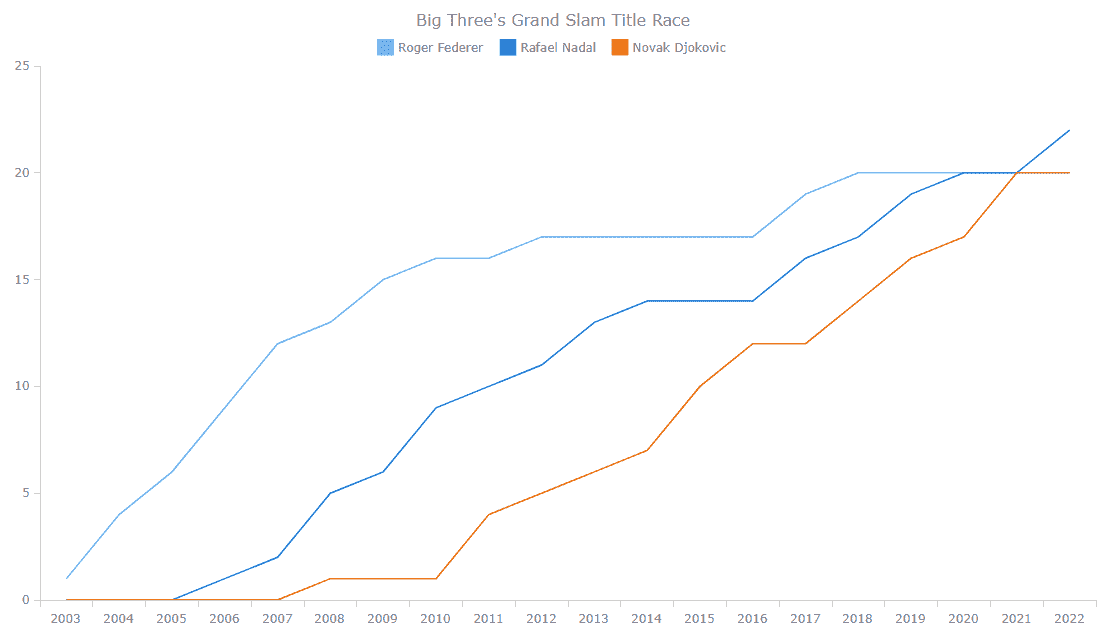 Big Three's Grand Slam Title Race
Roger Federer Rafael Nadal Novak Djokovic
25
20
15
10
5
0
2003 2004 2005 2006 2007 2008 2009 2010 2011 2012 2013 2014 2015 2016 2017 2018 2019 2020 2021 2022